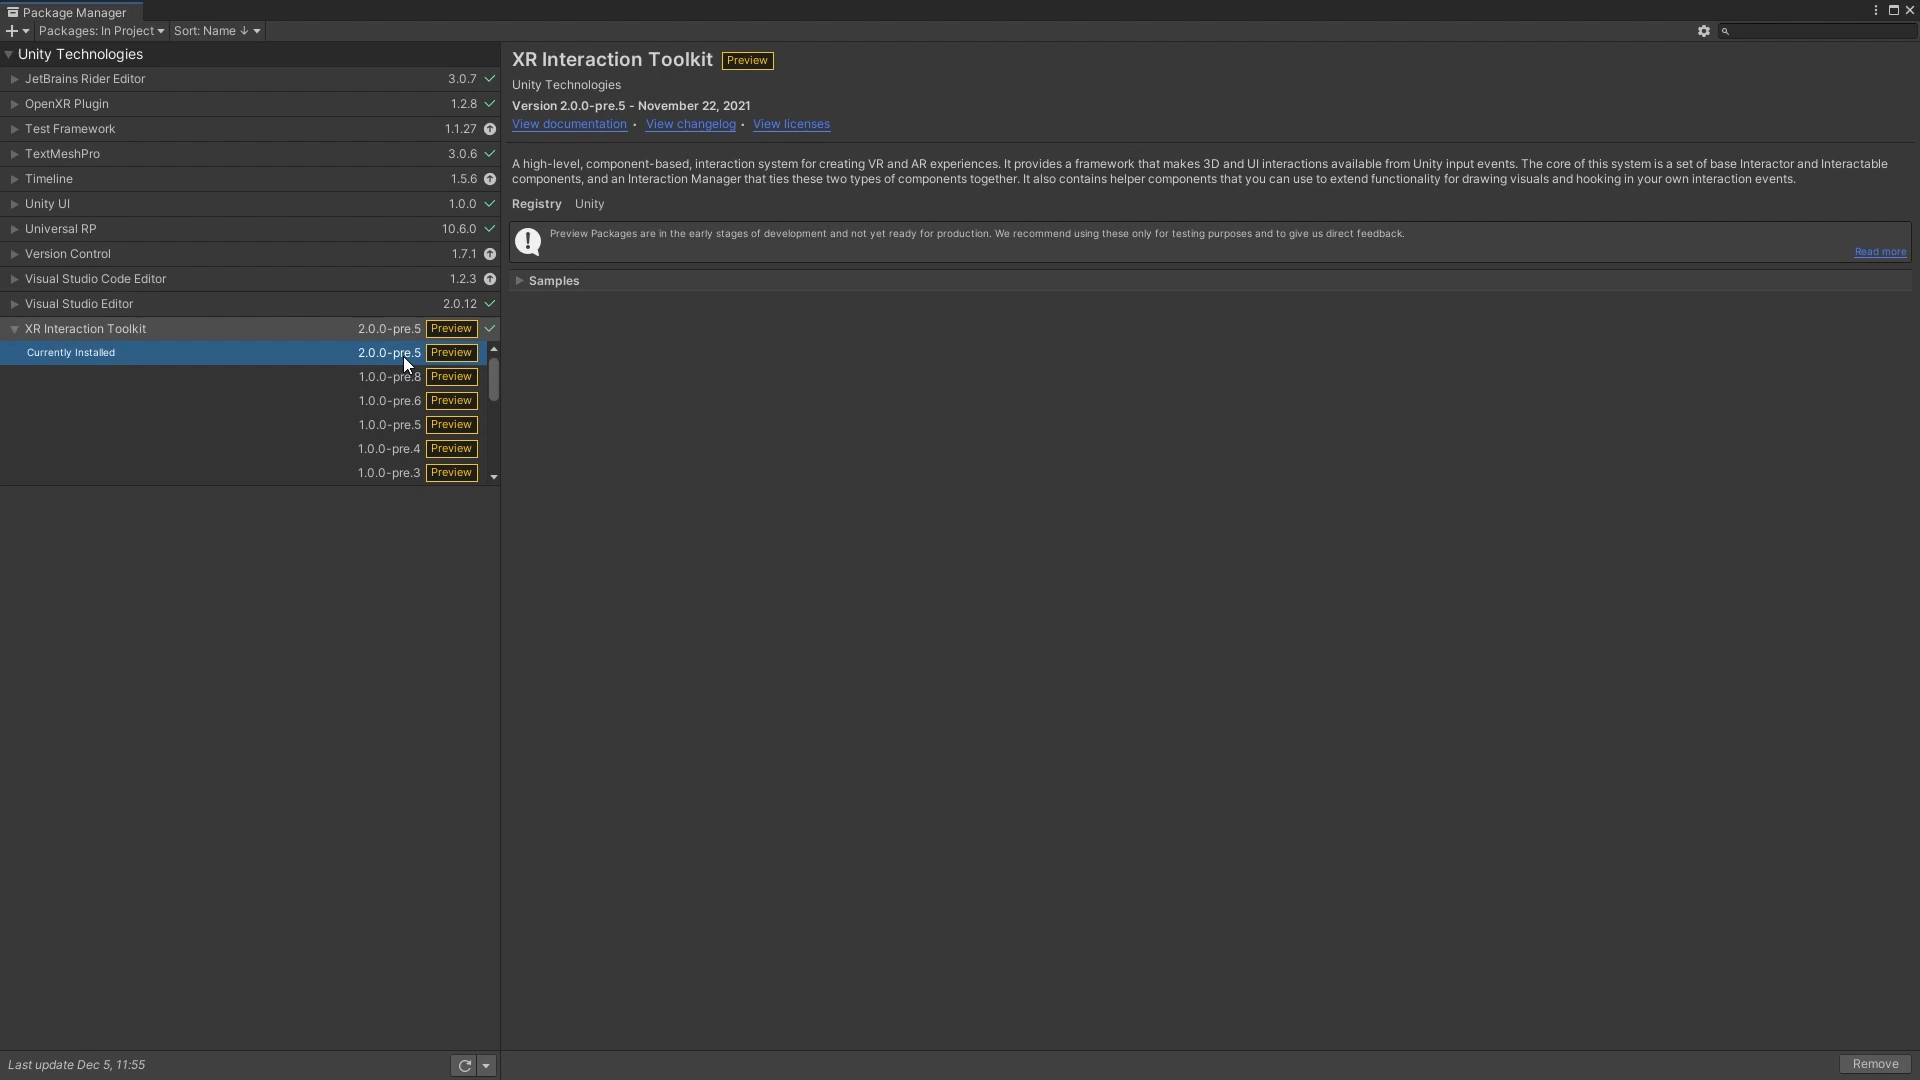 Package Manager
Packages: In Project
Sort: Name ↓
Unity Technologies
JetBrains Rider Editor 3.0.7
OpenXR Plugin 1.2.8
Test Framework 1.1.27
TextMeshPro 3.0.6
Timeline 1.5.6
Unity UI 1.0.0
Universal RP 10.6.0
Version Control 1.7.1
Visual Studio Code Editor 1.2.3
Visual Studio Editor 2.0.12
XR Interaction Toolkit 2.0.0-pre.5 Preview
Currently Installed 2.0.0-pre.5 Preview
1.0.0-pre.8 Preview
1.0.0-pre.6 Preview
1.0.0-pre.5 Preview
1.0.0-pre.4 Preview
1.0.0-pre.3 Preview
Last update Dec 5, 11:55
XR Interaction Toolkit Preview
Unity Technologies
Version 2.0.0-pre.5 - November 22, 2021
View documentation • View changelog • View licenses
A high-level, component-based, interaction system for creating VR and AR experiences. It provides a framework that makes 3D and UI interactions available from Unity input events. The core of this system is a set of base Interactor and Interactable
components, and an Interaction Manager that ties these two types of components together. It also contains helper components that you can use to extend functionality for drawing visuals and hooking in your own interaction events.
Registry Unity
Preview Packages are in the early stages of development and not yet ready for production. We recommend using these only for testing purposes and to give us direct feedback.
Read more
Samples
Remove